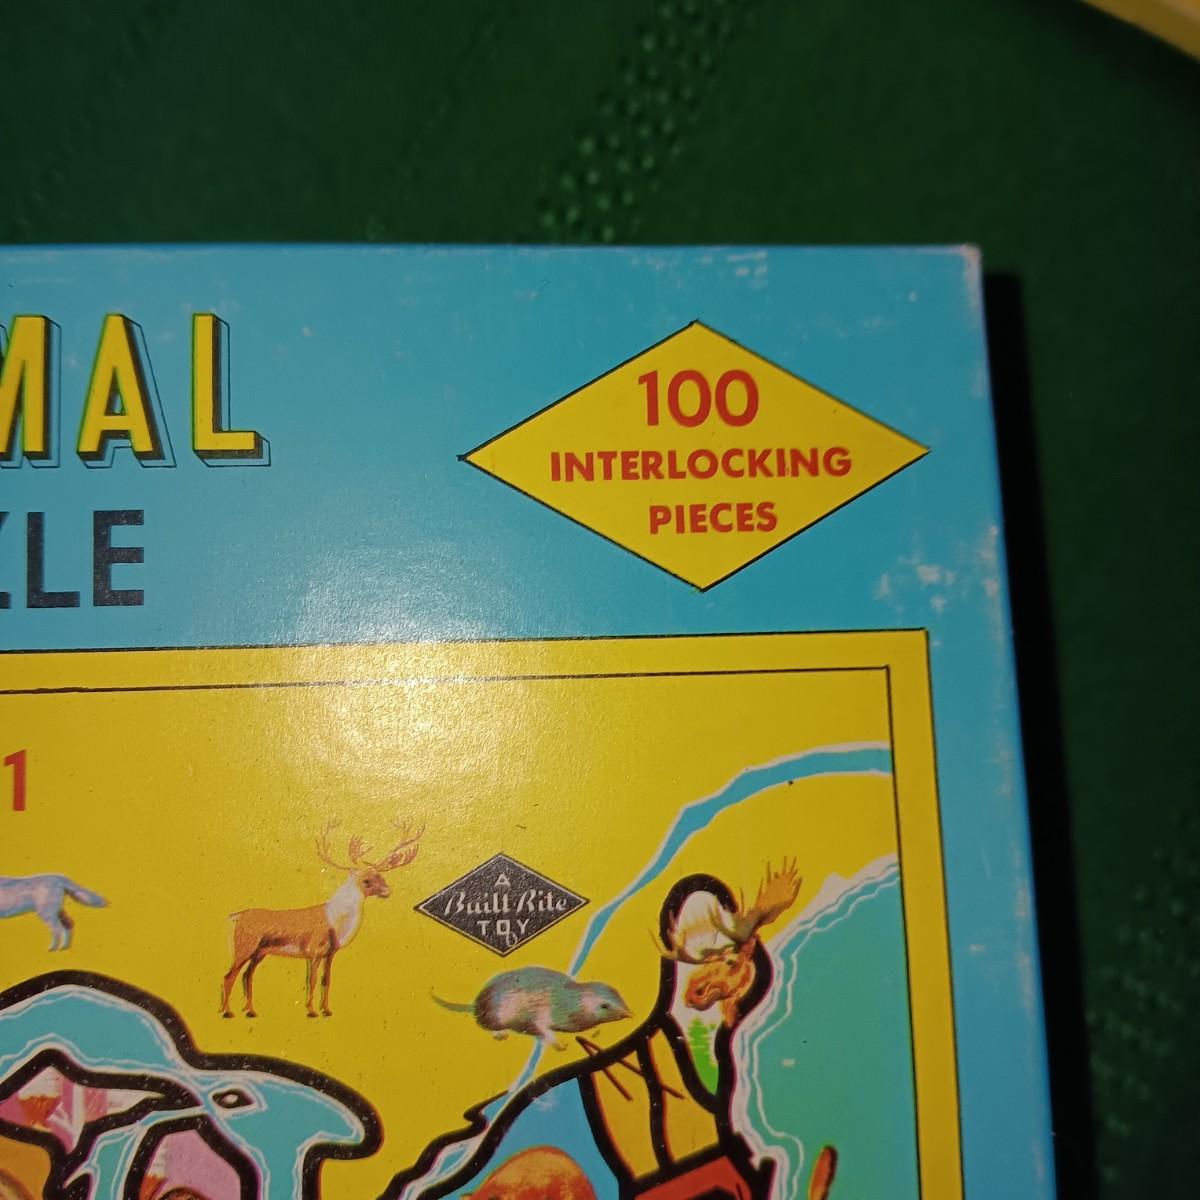 MAL
ZLE
100
INTERLOCKING
PIECES
1
A
Built Rite
TOY